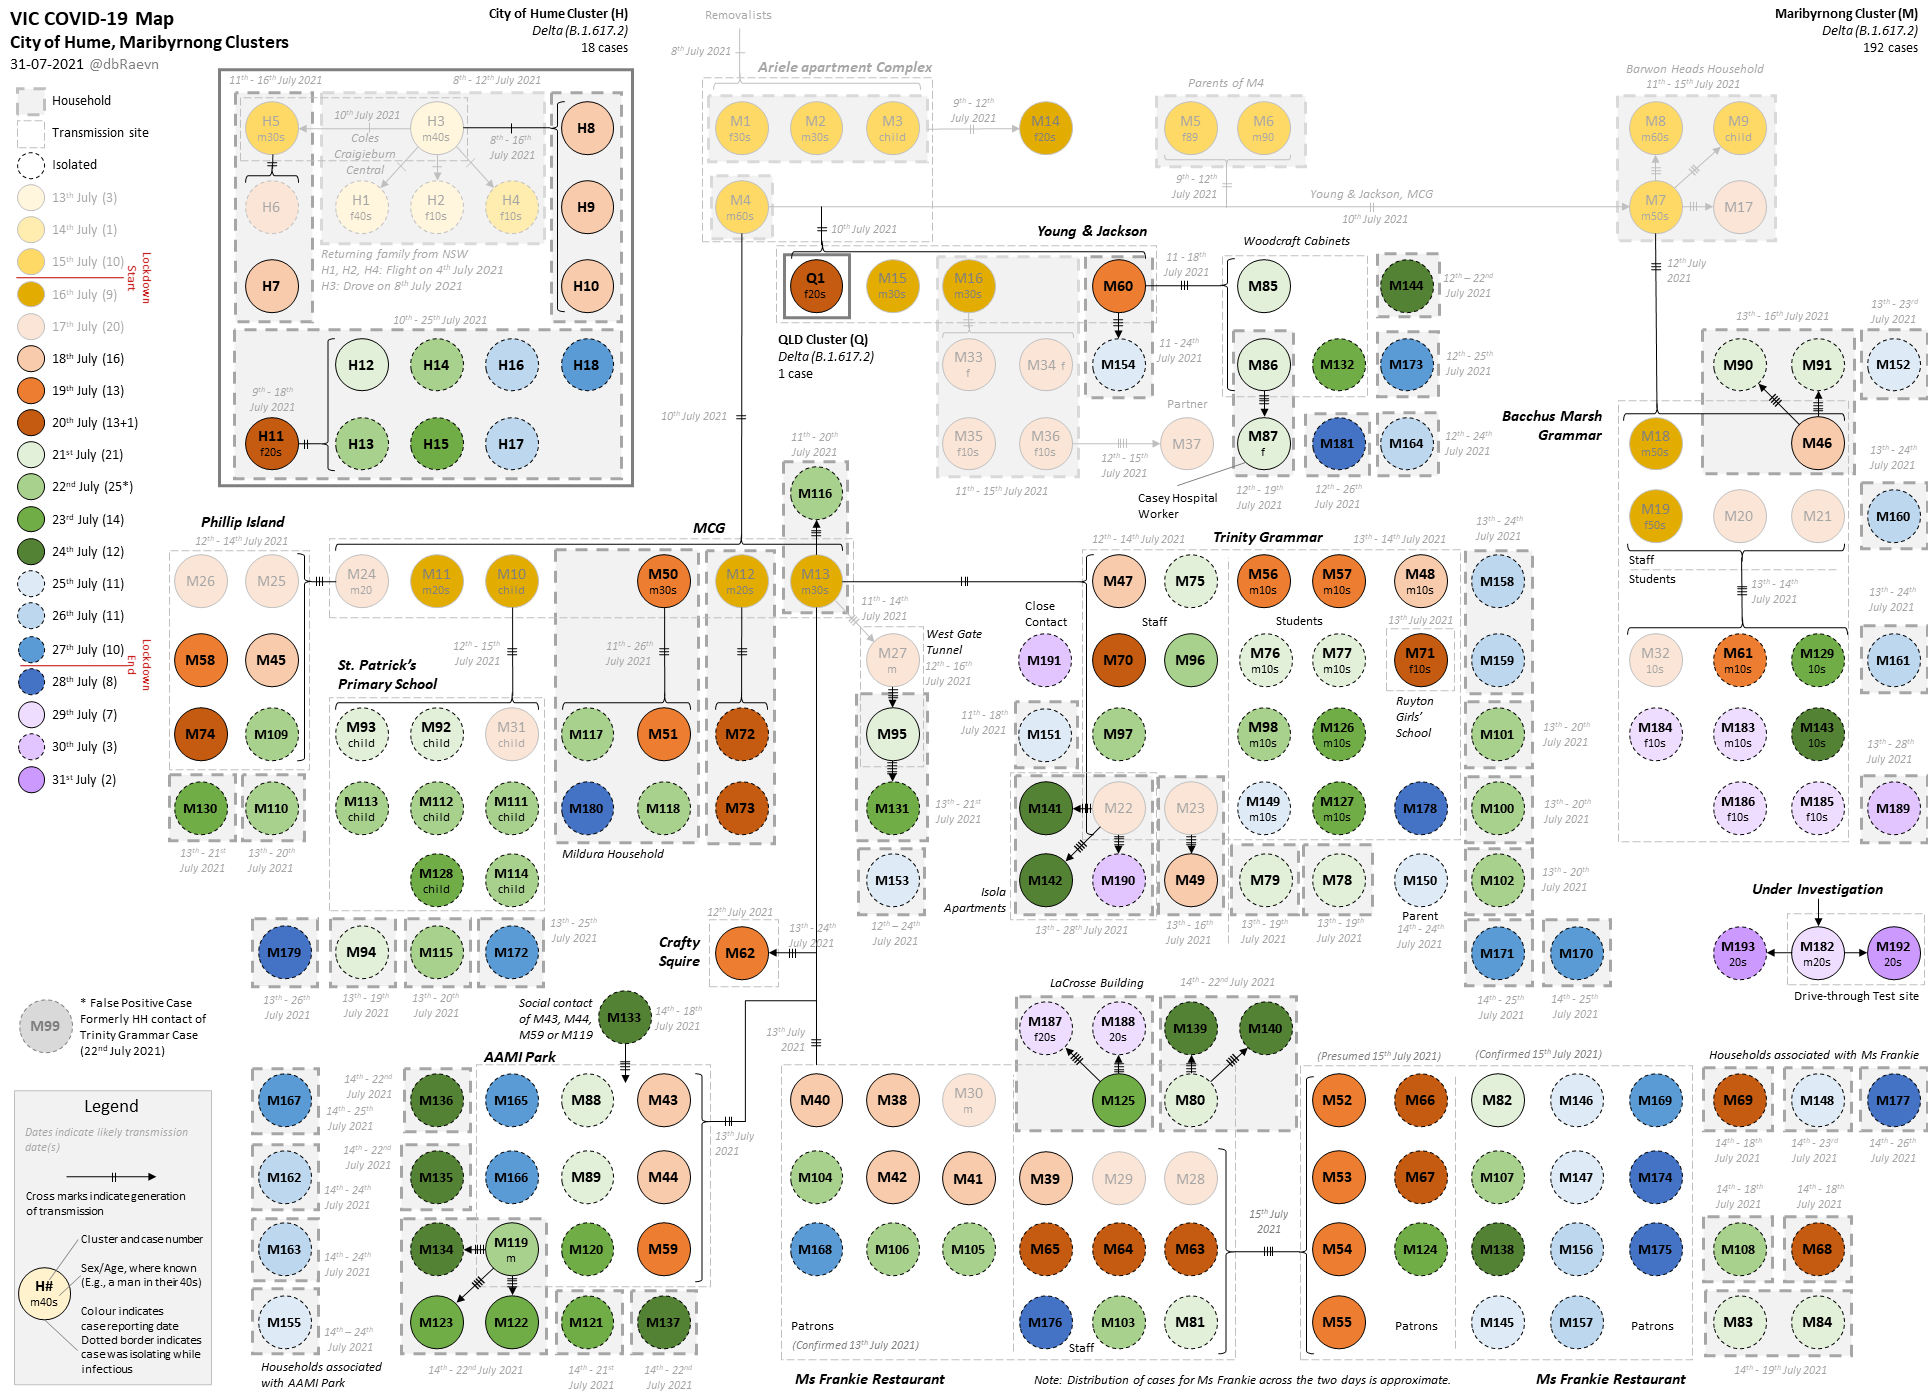 VIC COVID-19 Map
City of Hume, Maribyrnong Clusters
31-07-2021 @dbRaevn
Household
Transmission site
Isolated
13th July (3)
14th July (1)
15th July (10)
Lockdown Start
16th July (9)
17th July (20)
18th July (16)
19th July (13)
20th July (13+1)
21st July (21)
22nd July (25*)
23rd July (14)
24th July (12)
25th July (11)
26th July (11)
27th July (10)
Lockdown End
28th July (8)
29th July (7)
30th July (3)
31st July (2)
City of Hume Cluster (H)
Delta (B.1.617.2)
18 cases
11th - 16th July 2021
8th - 12th July 2021
H5 m30s
10th July 2021
H3 m40s
H8
Coles Craigieburn Central
8th - 16th July 2021
H6
H1 f40s
H2 f10s
H4 f10s
H9
Returning family from NSW
H1, H2, H4: Flight on 4th July 2021
H3: Drove on 8th July 2021
H7
H10
10th - 25th July 2021
H12
H14
H16
H18
9th - 18th July 2021
H11 f20s
H13
H15
H17
Removalists
8th July 2021
Ariele apartment Complex
M1 f30s
M2 m30s
M3 child
9th - 12th July 2021
M14 f20s
Parents of M4
M5 f89
M6 m90
9th - 12th July 2021
M4 m60s
Young & Jackson, MCG
10th July 2021
Maribyrnong Cluster (M)
Delta (B.1.617.2)
192 cases
Barwon Heads Household
11th - 15th July 2021
M8 m60s
M9 child
M7 m50s
M17
12th July 2021
10th July 2021
Young & Jackson
Q1 f20s
M15 m30s
M16 m30s
M60
QLD Cluster (Q)
Delta (B.1.617.2)
1 case
M33 f
M34 f
M154
11 - 24th July 2021
M35 f10s
M36 f10s
Partner
M37
12th - 15th July 2021
11th - 15th July 2021
11 - 18th July 2021
Woodcraft Cabinets
M85
M144
12th – 22nd July 2021
M86
M132
M173
12th - 25th July 2021
M87 f
M181
M164
12th - 24th July 2021
Casey Hospital Worker
12th - 19th July 2021
12th - 26th July 2021
13th - 16th July 2021
13th - 23rd July 2021
M90
M91
M152
Bacchus Marsh Grammar
M18 m50s
M46
13th - 24th July 2021
M19 f50s
M20
M21
M160
Staff
Students
13th - 14th July 2021
13th - 24th July 2021
M32 10s
M61 m10s
M129 10s
M161
M184 f10s
M183 m10s
M143 10s
13th - 28th July 2021
M186 f10s
M185 f10s
M189
10th July 2021
MCG
11th - 20th July 2021
M116
Phillip Island
12th - 14th July 2021
M26
M25
M24 m20
M11 m20s
M10 child
M50 m30s
M12 m20s
M13 m30s
M58
M45
M74
M109
M130
M110
13th - 21st July 2021
13th - 20th July 2021
St. Patrick's Primary School
12th - 15th July 2021
M93 child
M92 child
M31 child
M113 child
M112 child
M111 child
M128 child
M114 child
M179
M94
M115
M172
13th - 25th July 2021
13th - 26th July 2021
13th - 19th July 2021
13th - 20th July 2021
11th - 26th July 2021
M117
M51
M180
M118
Mildura Household
M72
M73
11th - 14th July 2021
M27 m
West Gate Tunnel
12th - 16th July 2021
M95
M131
13th - 21st July 2021
M153
12th - 24th July 2021
Trinity Grammar
12th - 14th July 2021
13th - 14th July 2021
M47
M75
M56 m10s
M57 m10s
M48 m10s
Staff
Students
13th July 2021
Close Contact
M191
M70
M96
M76 m10s
M77 m10s
M71 f10s
Ruyton Girls' School
11th - 18th July 2021
M151
M97
M98 m10s
M126 m10s
M141
M22
M23
M149 m10s
M127 m10s
M178
M142
M190
M49
M79
M78
M150
Parent
14th - 24th July 2021
Isola Apartments
13th - 28th July 2021
13th - 16th July 2021
13th - 19th July 2021
13th - 19th July 2021
13th - 24th July 2021
M158
M159
M101
13th - 20th July 2021
M100
13th - 20th July 2021
M102
13th - 20th July 2021
M171
M170
14th - 25th July 2021
14th - 25th July 2021
Under Investigation
M193 20s
M182 m20s
M192 20s
Drive-through Test site
Crafty Squire
12th July 2021
M62
13th - 24th July 2021
13th July 2021
M99
* False Positive Case
Formerly HH contact of
Trinity Grammar Case
(22nd July 2021)
Legend
Dates indicate likely transmission date(s)
Cross marks indicate generation of transmission
Cluster and case number
Sex/Age, where known (E.g., a man in their 40s)
H# m40s
Colour indicates case reporting date
Dotted border indicates case was isolating while infectious
Social contact of M43, M44, M59 or M119
M133
14th - 18th July 2021
AAMI Park
M167
14th - 22nd July 2021
14th - 25th July 2021
M136
M165
M88
M43
13th July 2021
M162
14th - 22nd July 2021
14th - 24th July 2021
M135
M166
M89
M44
M163
14th - 24th July 2021
M134
M119 m
M120
M59
M155
14th – 24th July 2021
M123
M122
M121
M137
Households associated with AAMI Park
14th - 22nd July 2021
14th - 21st July 2021
14th - 22nd July 2021
LaCrosse Building
14th - 22nd July 2021
M187 f20s
M188 20s
M139
M140
M40
M38
M30 m
M125
M80
M104
M42
M41
M39
M29
M28
M168
M106
M105
M65
M64
M63
M176
M103
M81
Patrons
(Confirmed 13th July 2021)
Staff
Ms Frankie Restaurant
15th July 2021
(Presumed 15th July 2021)
(Confirmed 15th July 2021)
M52
M66
M82
M146
M169
M53
M67
M107
M147
M174
M54
M124
M138
M156
M175
M55
Patrons
M145
M157
Patrons
Note: Distribution of cases for Ms Frankie across the two days is approximate.
Ms Frankie Restaurant
Households associated with Ms Frankie
M69
M148
M177
14th - 18th July 2021
14th - 23rd July 2021
14th - 26th July 2021
14th - 18th July 2021
14th - 18th July 2021
M108
M68
M83
M84
14th - 19th July 2021